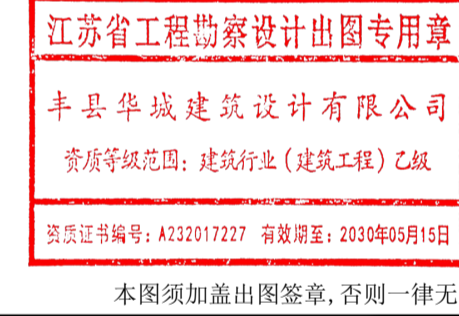 江苏省工程勘察设计出图专用章
丰县华城建筑设计有限公司
资质等级范围：建筑行业（建筑工程）乙级
资质证书编号：A232017227 有效期至：2030年05月15日
本图须加盖出图签章,否则一律无